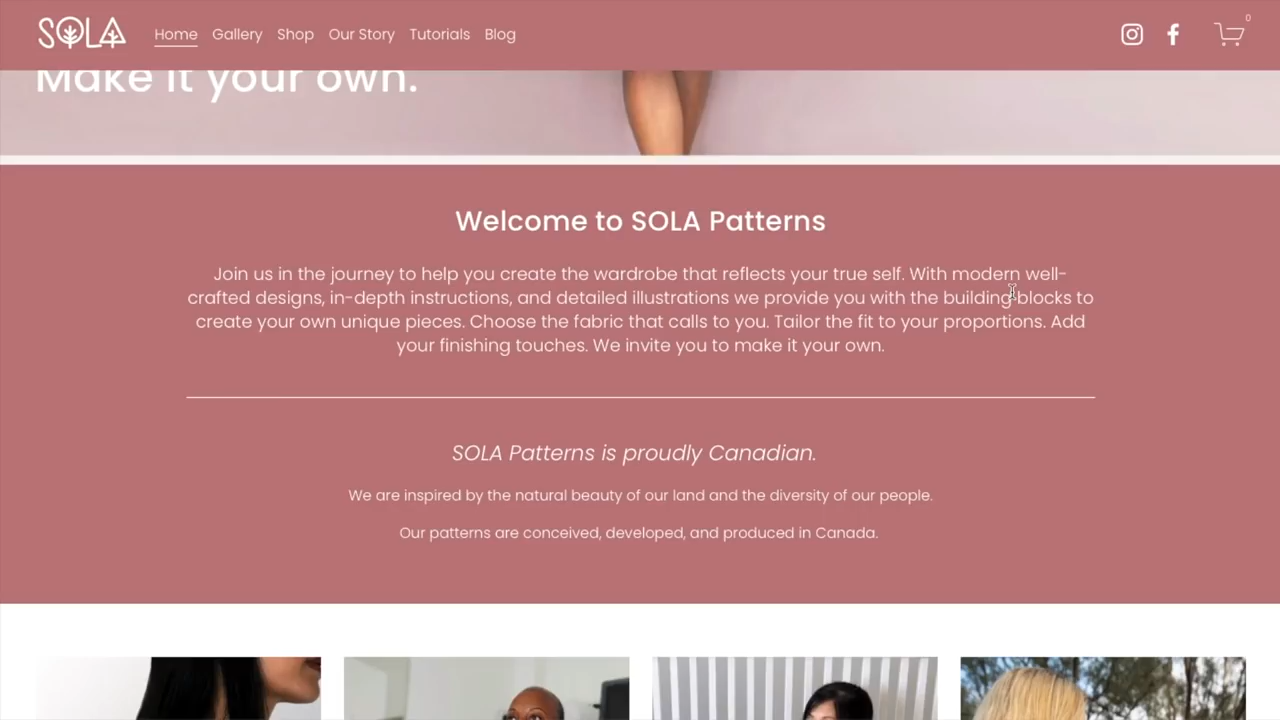 SOLA Home Gallery Shop Our Story Tutorials Blog 0
Make it your own.
Welcome to SOLA Patterns
Join us in the journey to help you create the wardrobe that reflects your true self. With modern well-
crafted designs, in-depth instructions, and detailed illustrations we provide you with the building blocks to
create your own unique pieces. Choose the fabric that calls to you. Tailor the fit to your proportions. Add
your finishing touches. We invite you to make it your own.
SOLA Patterns is proudly Canadian.
We are inspired by the natural beauty of our land and the diversity of our people.
Our patterns are conceived, developed, and produced in Canada.